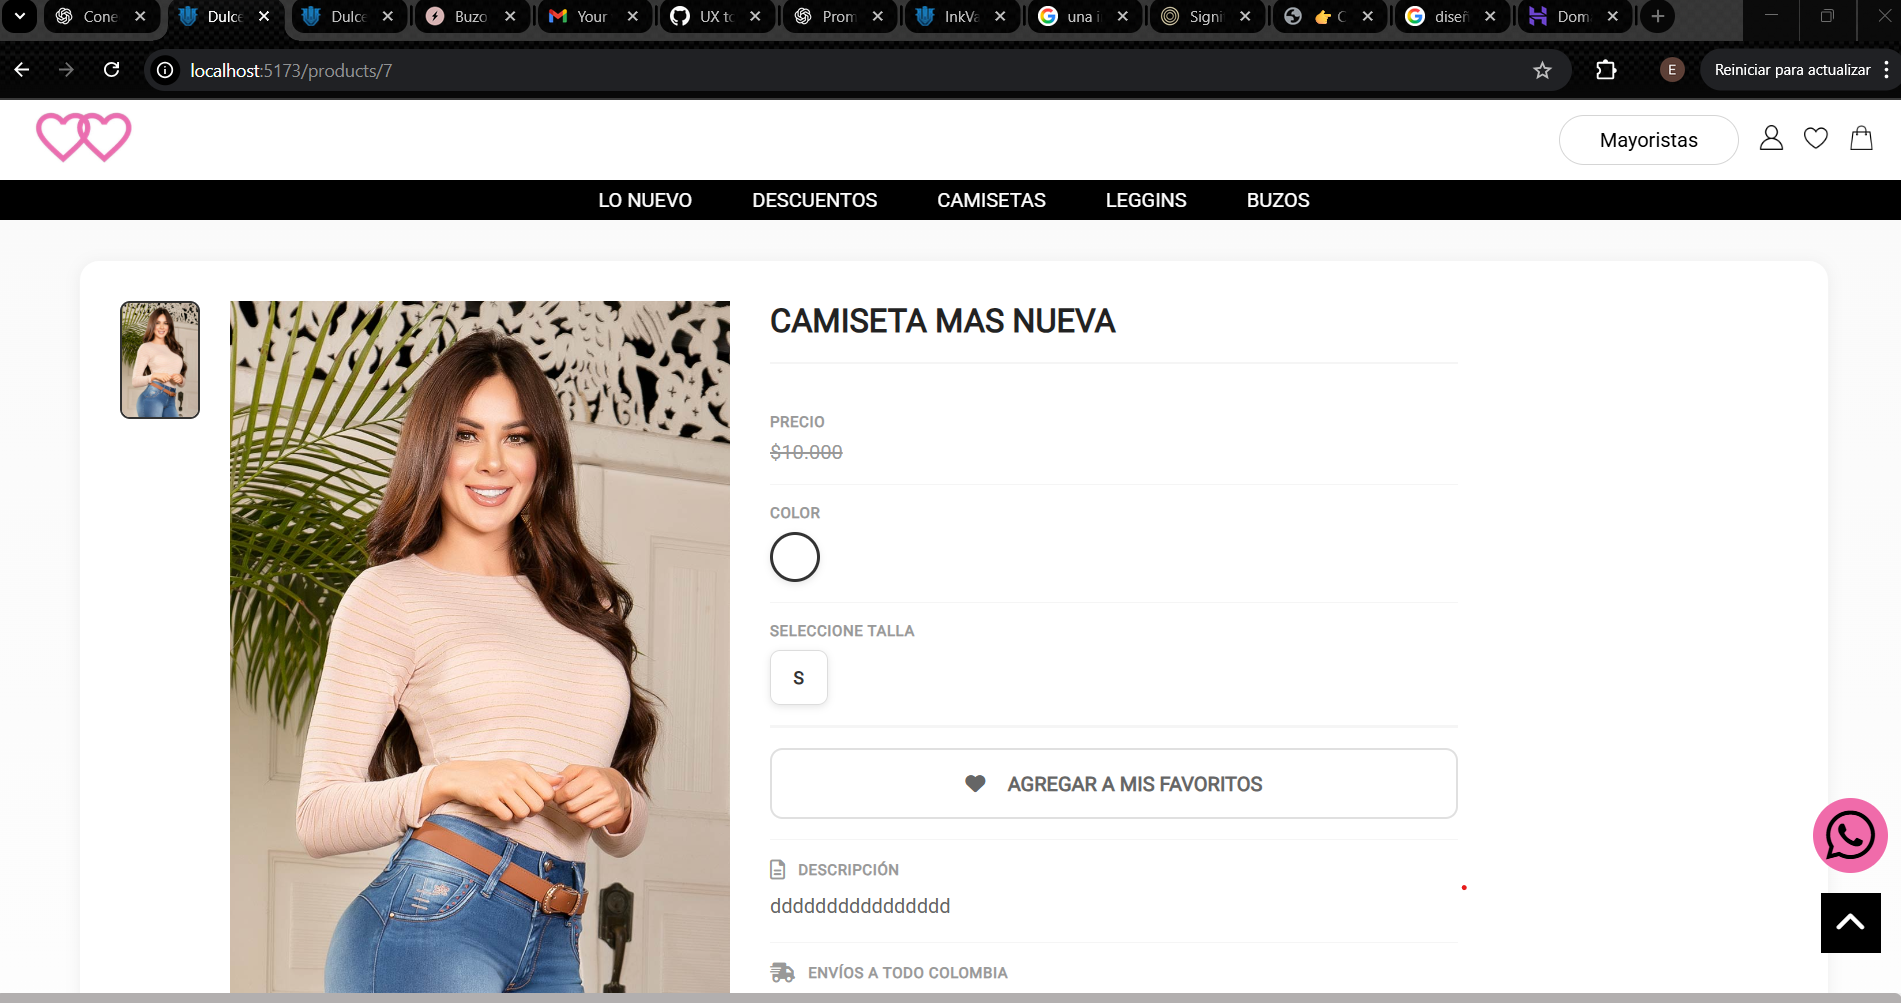 Cone
Dulce
Dulce
Buzo
Your
UX to
Prom
InkVa
una i
Signi
C
diseñ
Dom
localhost:5173/products/7
E
Reiniciar para actualizar
Mayoristas
LO NUEVO DESCUENTOS CAMISETAS LEGGINS BUZOS
CAMISETA MAS NUEVA
PRECIO
$10.000
COLOR
SELECCIONE TALLA
S
AGREGAR A MIS FAVORITOS
DESCRIPCIÓN
dddddddddddddddd
ENVÍOS A TODO COLOMBIA